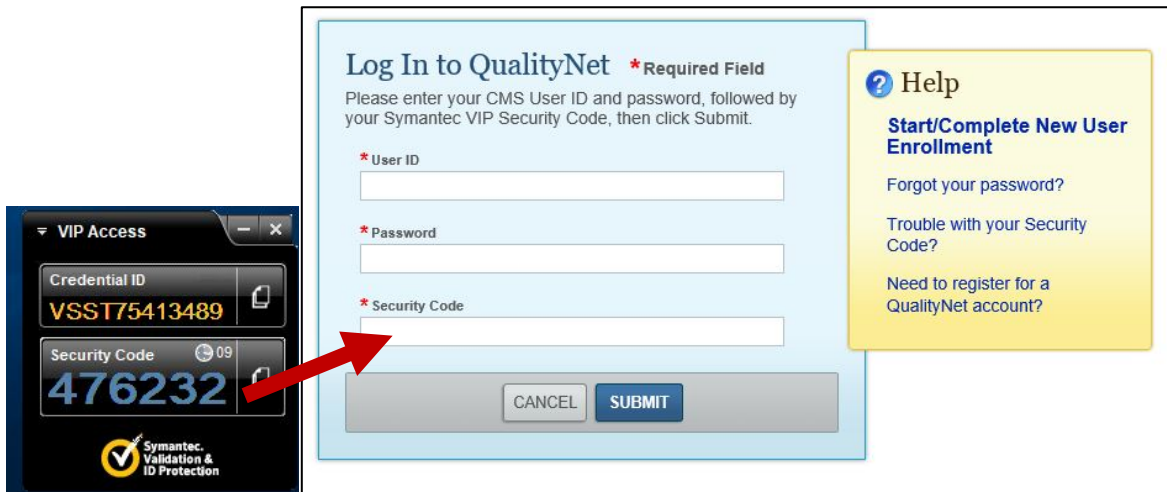 VIP Access
Credential ID
VSST75413489
Security Code 09
476232
Symantec.
Validation &
ID Protection
Log In to QualityNet *Required Field
Please enter your CMS User ID and password, followed by
your Symantec VIP Security Code, then click Submit.
* User ID
* Password
* Security Code
CANCEL SUBMIT
? Help
Start/Complete New User
Enrollment
Forgot your password?
Trouble with your Security
Code?
Need to register for a
QualityNet account?